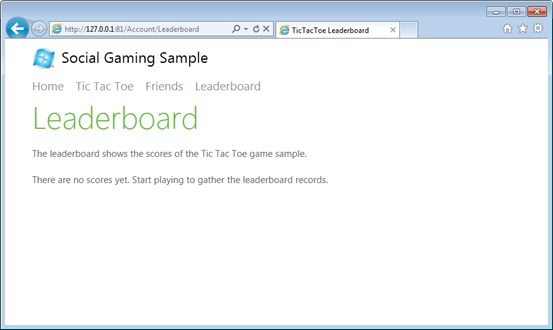 http://127.0.0.1:81/Account/Leaderboard
TicTacToe Leaderboard
Social Gaming Sample
Home Tic Tac Toe Friends Leaderboard
Leaderboard
The leaderboard shows the scores of the Tic Tac Toe game sample.
There are no scores yet. Start playing to gather the leaderboard records.